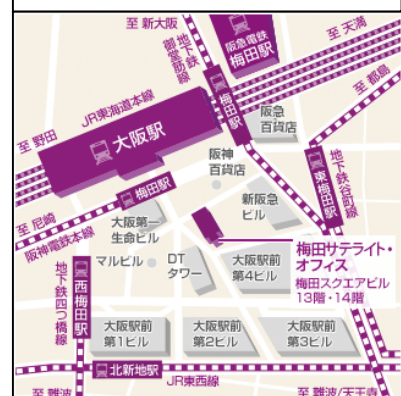 至 新大阪
地下鉄
御堂筋線
阪急電鉄
梅田駅
至 天満
至 都島
JR東海道本線
梅田駅
阪急
百貨店
至 野田
大阪駅
阪神
百貨店
地下鉄谷町線
東梅田駅
梅田駅
新阪急
ビル
至 尼崎
阪神電鉄本線
大阪第一
生命ビル
マルビル
DT
タワー
大阪駅前
第4ビル
梅田サテライト・
オフィス
梅田スクエアビル
13階・14階
地下鉄四つ橋線
西梅田駅
大阪駅前
第1ビル
大阪駅前
第2ビル
大阪駅前
第3ビル
北新地駅
JR東西線
至 難波
至 難波/天王寺